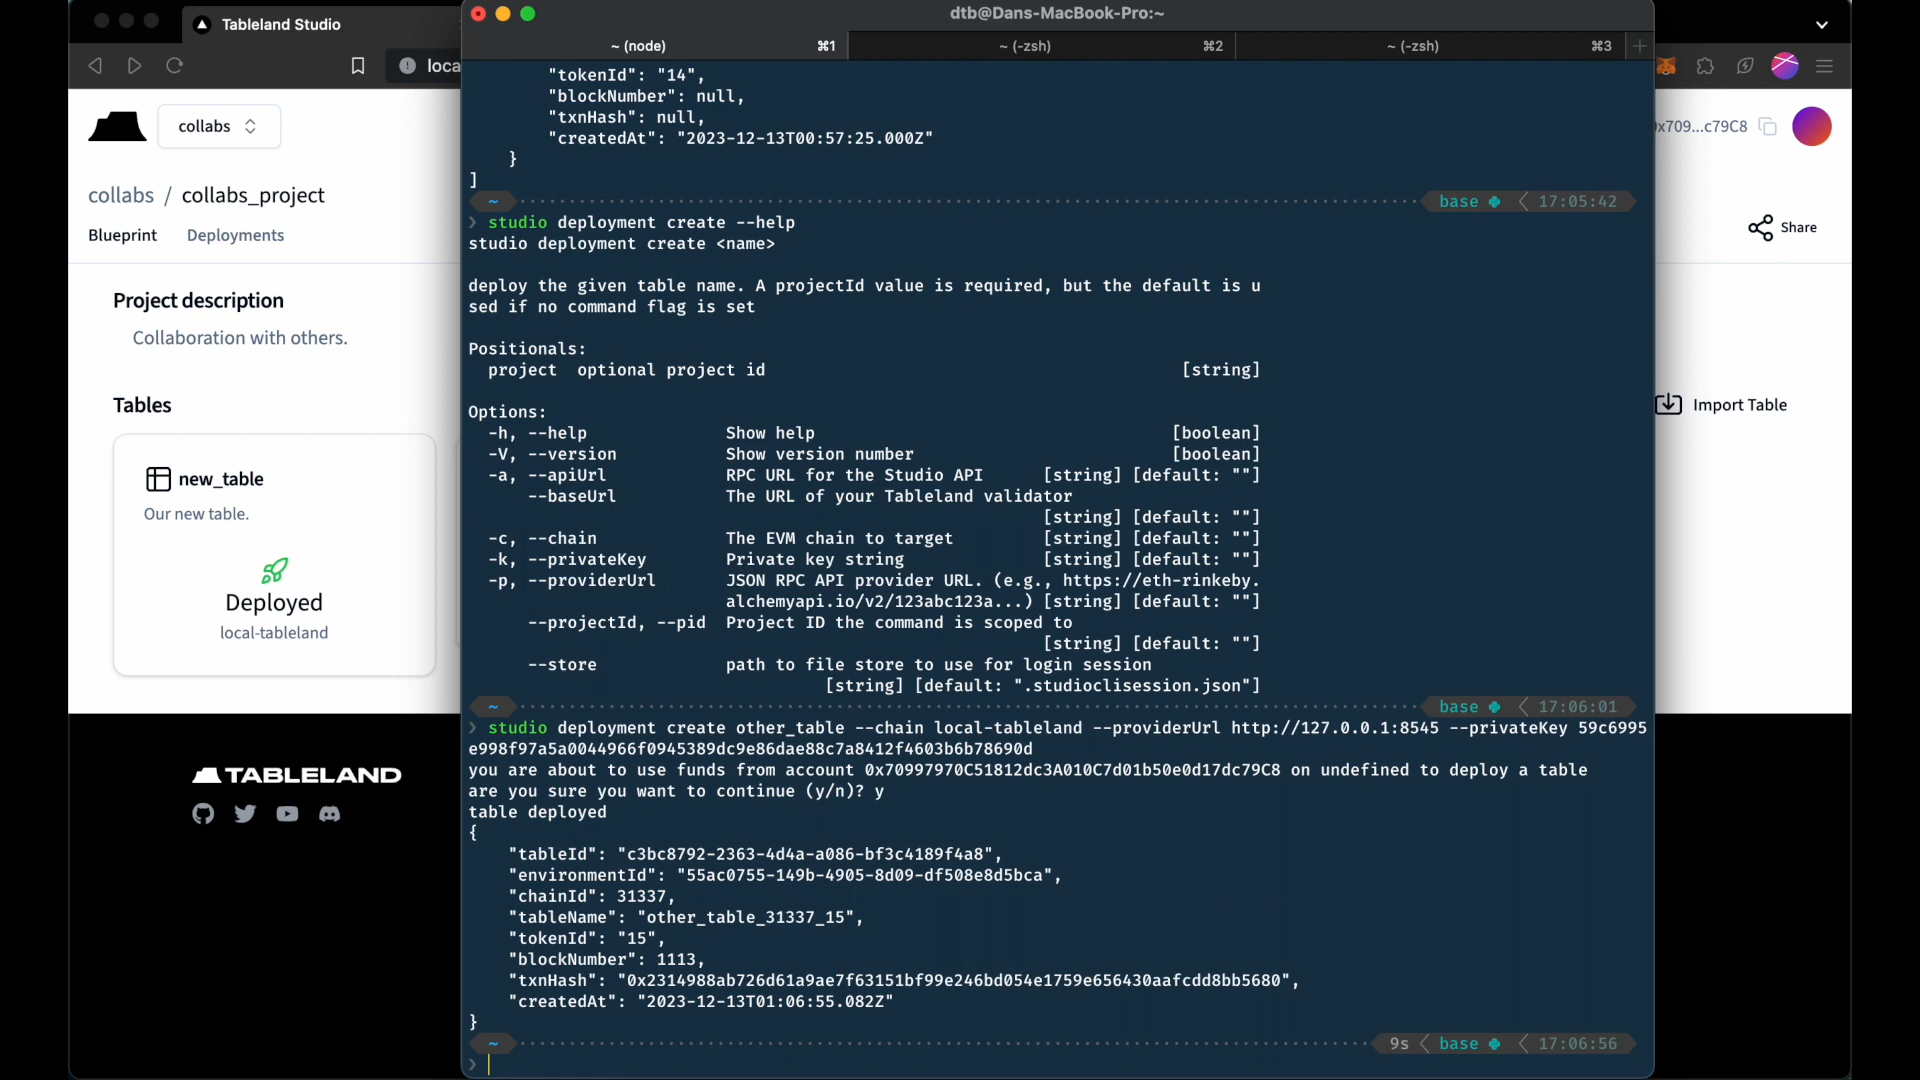 Tableland Studio
loca
collabs
collabs / collabs_project
Blueprint Deployments
Project description
Collaboration with others.
Tables
new_table
Our new table.
Deployed
local-tableland
TABLELAND
dtb@Dans-MacBook-Pro:~
~ (node) ⌘1 ~ (-zsh) ⌘2 ~ (-zsh) ⌘3 +
"tokenId": "14",
"blockNumber": null,
"txnHash": null,
"createdAt": "2023-12-13T00:57:25.000Z"
}
]
~ base 17:05:42
❯ studio deployment create --help
studio deployment create <name>
deploy the given table name. A projectId value is required, but the default is u
sed if no command flag is set
Positionals:
project optional project id [string]
Options:
-h, --help Show help [boolean]
-V, --version Show version number [boolean]
-a, --apiUrl RPC URL for the Studio API [string] [default: ""]
--baseUrl The URL of your Tableland validator
[string] [default: ""]
-c, --chain The EVM chain to target [string] [default: ""]
-k, --privateKey Private key string [string] [default: ""]
-p, --providerUrl JSON RPC API provider URL. (e.g., https://eth-rinkeby.
alchemyapi.io/v2/123abc123a...) [string] [default: ""]
--projectId, --pid Project ID the command is scoped to
[string] [default: ""]
--store path to file store to use for login session
[string] [default: ".studioclisession.json"]
~ base 17:06:01
❯ studio deployment create other_table --chain local-tableland --providerUrl http://127.0.0.1:8545 --privateKey 59c6995
e998f97a5a0044966f0945389dc9e86dae88c7a8412f4603b6b78690d
you are about to use funds from account 0x70997970C51812dc3A010C7d01b50e0d17dc79C8 on undefined to deploy a table
are you sure you want to continue (y/n)? y
table deployed
{
"tableId": "c3bc8792-2363-4d4a-a086-bf3c4189f4a8",
"environmentId": "55ac0755-149b-4905-8d09-df508e8d5bca",
"chainId": 31337,
"tableName": "other_table_31337_15",
"tokenId": "15",
"blockNumber": 1113,
"txnHash": "0x2314988ab726d61a9ae7f63151bf99e246bd054e1759e656430aafcdd8bb5680",
"createdAt": "2023-12-13T01:06:55.082Z"
}
~ 9s base 17:06:56
❯
x709...c79C8
Share
Import Table